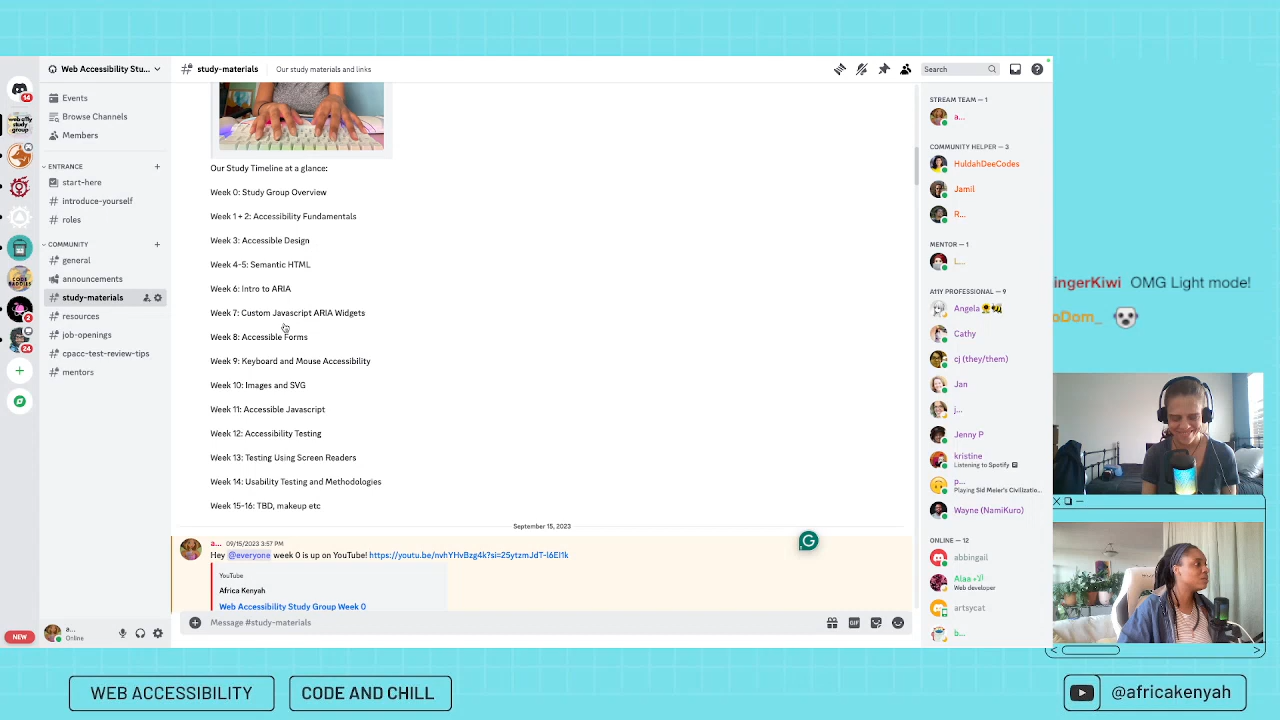 Web Accessibility Stu...
Events
Browse Channels
Members
ENTRANCE
start-here
introduce-yourself
roles
COMMUNITY
general
announcements
study-materials
resources
job-openings
cpacc-test-review-tips
mentors
a...
Online
NEW
14
2
24
study-materials
Our study materials and links
Search
Our Study Timeline at a glance:
Week 0: Study Group Overview
Week 1 + 2: Accessibility Fundamentals
Week 3: Accessible Design
Week 4-5: Semantic HTML
Week 6: Intro to ARIA
Week 7: Custom Javascript ARIA Widgets
Week 8: Accessible Forms
Week 9: Keyboard and Mouse Accessibility
Week 10: Images and SVG
Week 11: Accessible Javascript
Week 12: Accessibility Testing
Week 13: Testing Using Screen Readers
Week 14: Usability Testing and Methodologies
Week 15-16: TBD, makeup etc
September 15, 2023
a... 09/15/2023 3:57 PM
Hey @everyone week 0 is up on YouTube! https://youtu.be/nvhYHvBzg4k?si=25ytzmJdT-I6EI1k
YouTube
Africa Kenyah
Web Accessibility Study Group Week 0
Message #study-materials
GIF
STREAM TEAM — 1
a...
COMMUNITY HELPER — 3
HuldahDeeCodes
Jamil
R...
MENTOR — 1
L...
A11Y PROFESSIONAL — 9
Angela
Cathy
cj (they/them)
Jan
j...
Jenny P
kristine
Listening to Spotify
p...
Playing Sid Meier's Civilizatio...
Wayne (NamiKuro)
ONLINE — 12
abbingail
Alaa
Web developer
artsycat
b...
ingerKiwi OMG Light mode!
oDom_
WEB ACCESSIBILITY
CODE AND CHILL
@africakenyah